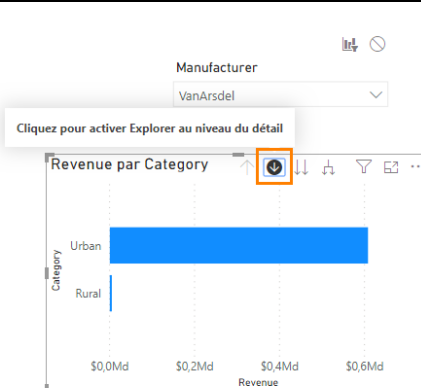 Manufacturer
VanArsdel
Cliquez pour activer Explorer au niveau du détail
Revenue par Category
Category
Urban
Rural
$0,0Md $0,2Md $0,4Md $0,6Md
Revenue